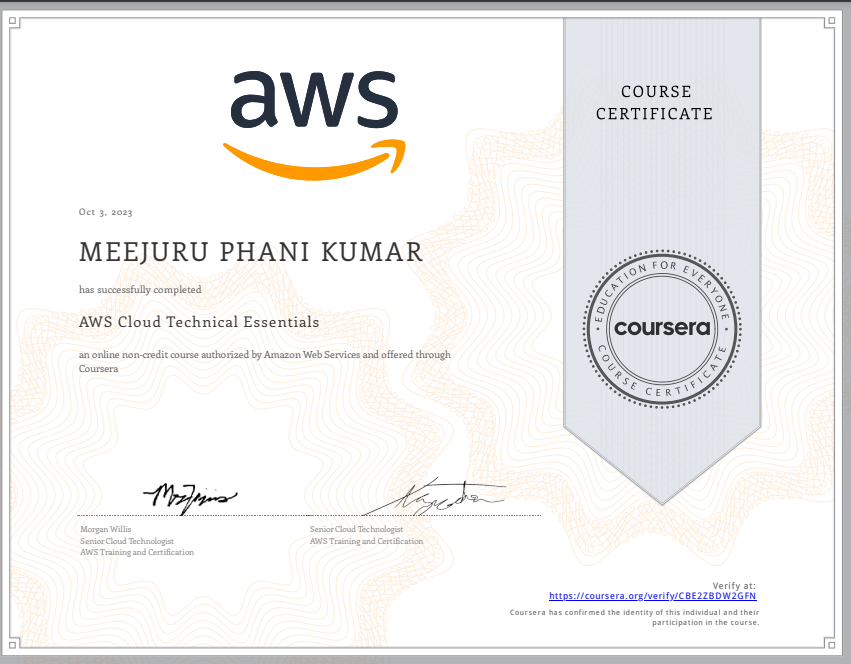 aws
COURSE
CERTIFICATE
Oct 3, 2023
MEEJURU PHANI KUMAR
has successfully completed
AWS Cloud Technical Essentials
an online non-credit course authorized by Amazon Web Services and offered through
Coursera
EDUCATION FOR EVERYONE
coursera
COURSE CERTIFICATE
Morgan Willis
Senior Cloud Technologist
AWS Training and Certification
Senior Cloud Technologist
AWS Training and Certification
Verify at:
https://coursera.org/verify/CBE2ZBDW2GFN
Coursera has confirmed the identity of this individual and their
participation in the course.